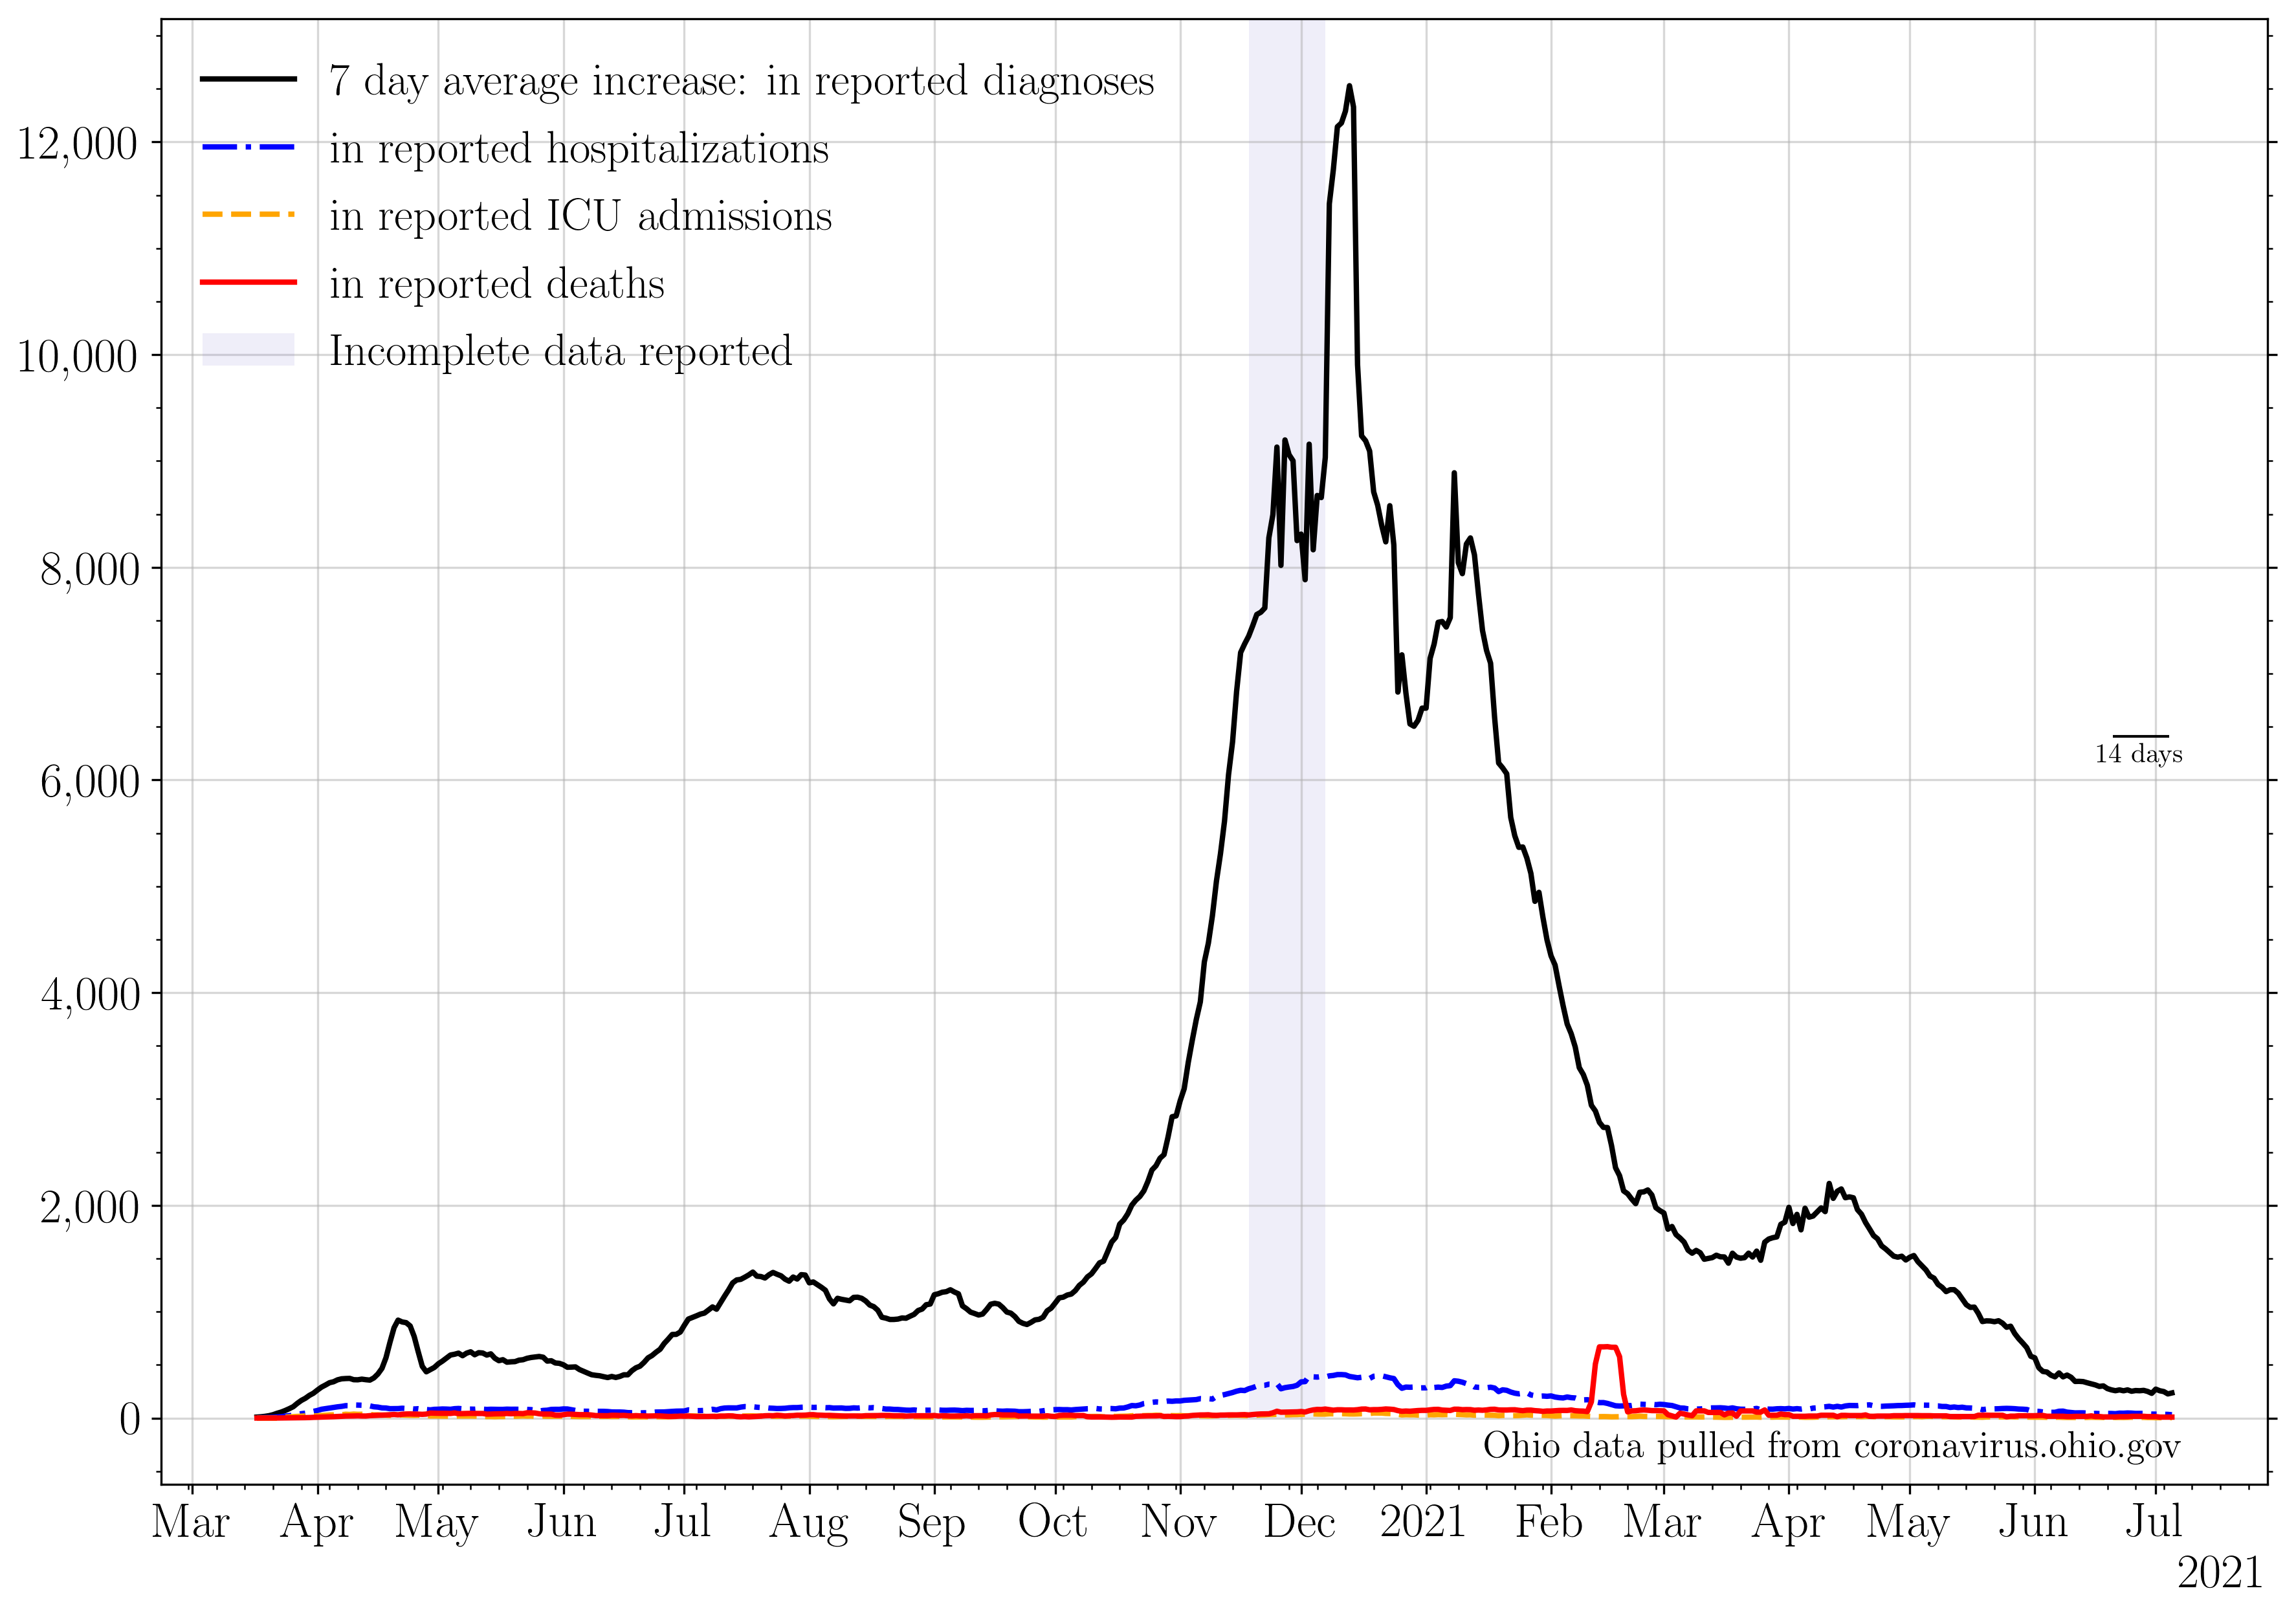 7 day average increase: in reported diagnoses
in reported hospitalizations
in reported ICU admissions
in reported deaths
Incomplete data reported
12,000
10,000
8,000
6,000
4,000
2,000
0
14 days
Ohio data pulled from coronavirus.ohio.gov
Mar Apr May Jun Jul Aug Sep Oct Nov Dec 2021 Feb Mar Apr May Jun Jul
2021